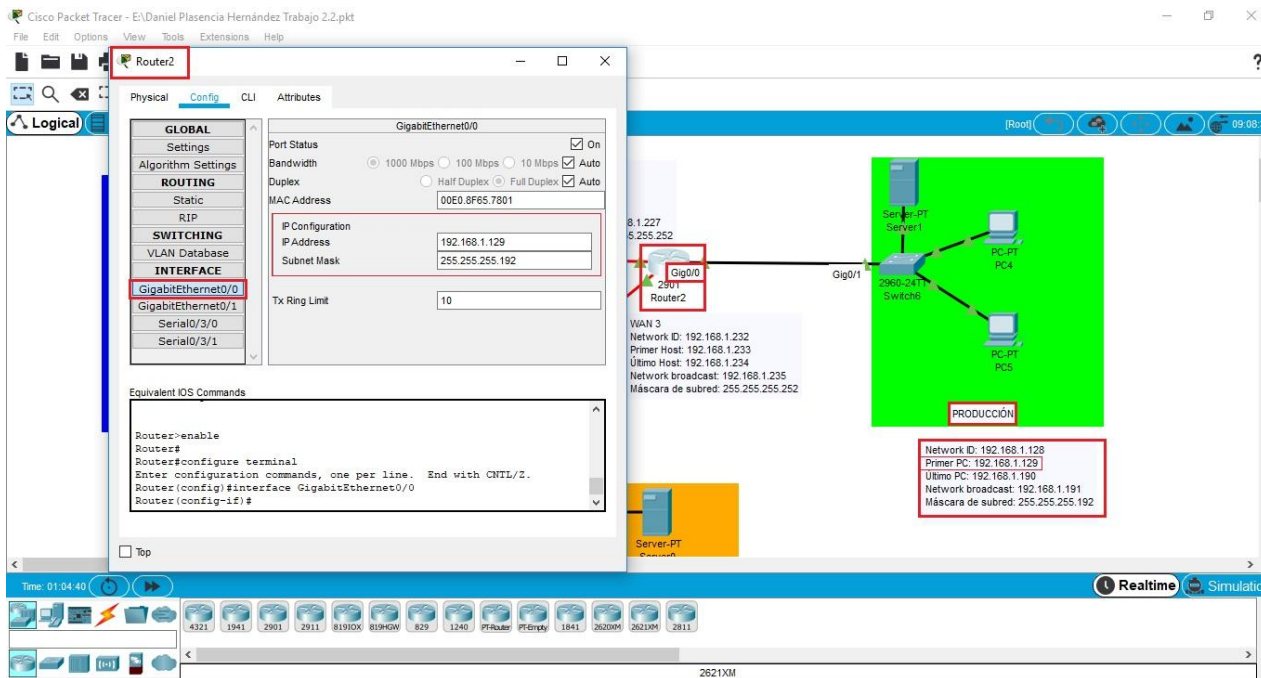 Cisco Packet Tracer - E:\Daniel Plasencia Hernández Trabajo 2.2.pkt
File Edit Options View Tools Extensions Help
Router2
Physical Config CLI Attributes
Logical
[Root]
09:08:
GLOBAL
Settings
Algorithm Settings
ROUTING
Static
RIP
SWITCHING
VLAN Database
INTERFACE
GigabitEthernet0/0
GigabitEthernet0/1
Serial0/3/0
Serial0/3/1
GigabitEthernet0/0
Port Status On
Bandwidth 1000 Mbps 100 Mbps 10 Mbps Auto
Duplex Half Duplex Full Duplex Auto
MAC Address 00E0.8F65.7801
IP Configuration
IP Address 192.168.1.129
Subnet Mask 255.255.255.192
Tx Ring Limit 10
Equivalent IOS Commands
Router>enable
Router#
Router#configure terminal
Enter configuration commands, one per line. End with CNTL/Z.
Router(config)#interface GigabitEthernet0/0
Router(config-if)#
Top
8.1.227
5.255.252
Gig0/0
2901
Router2
Gig0/1
Server-PT
Server1
PC-PT
PC4
2960-24TT
Switch6
PC-PT
PC5
PRODUCCIÓN
WAN 3
Network ID: 192.168.1.232
Primer Host: 192.168.1.233
Último Host: 192.168.1.234
Network broadcast: 192.168.1.235
Máscara de subred: 255.255.255.252
Network ID: 192.168.1.128
Primer PC: 192.168.1.129
Último PC: 192.168.1.190
Network broadcast: 192.168.1.191
Máscara de subred: 255.255.255.192
Server-PT
Time: 01:04:40
Realtime
Simulatio
4321 1941 2901 2911 819IOX 819HGW 829 1240 PT-Router PT-Empty 1841 2620XM 2621XM 2811
2621XM